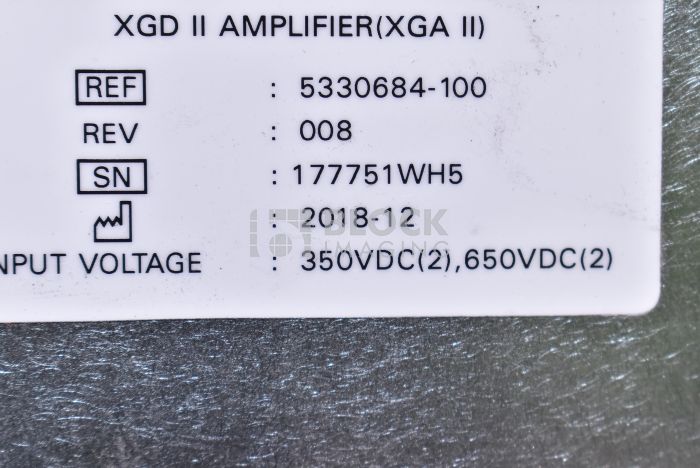 XGD II AMPLIFIER(XGA II)
REF : 5330684-100
REV : 008
SN : 177751WH5
: 2018-12
BLOCK
IMAGING
NPUT VOLTAGE : 350VDC(2),650VDC(2)